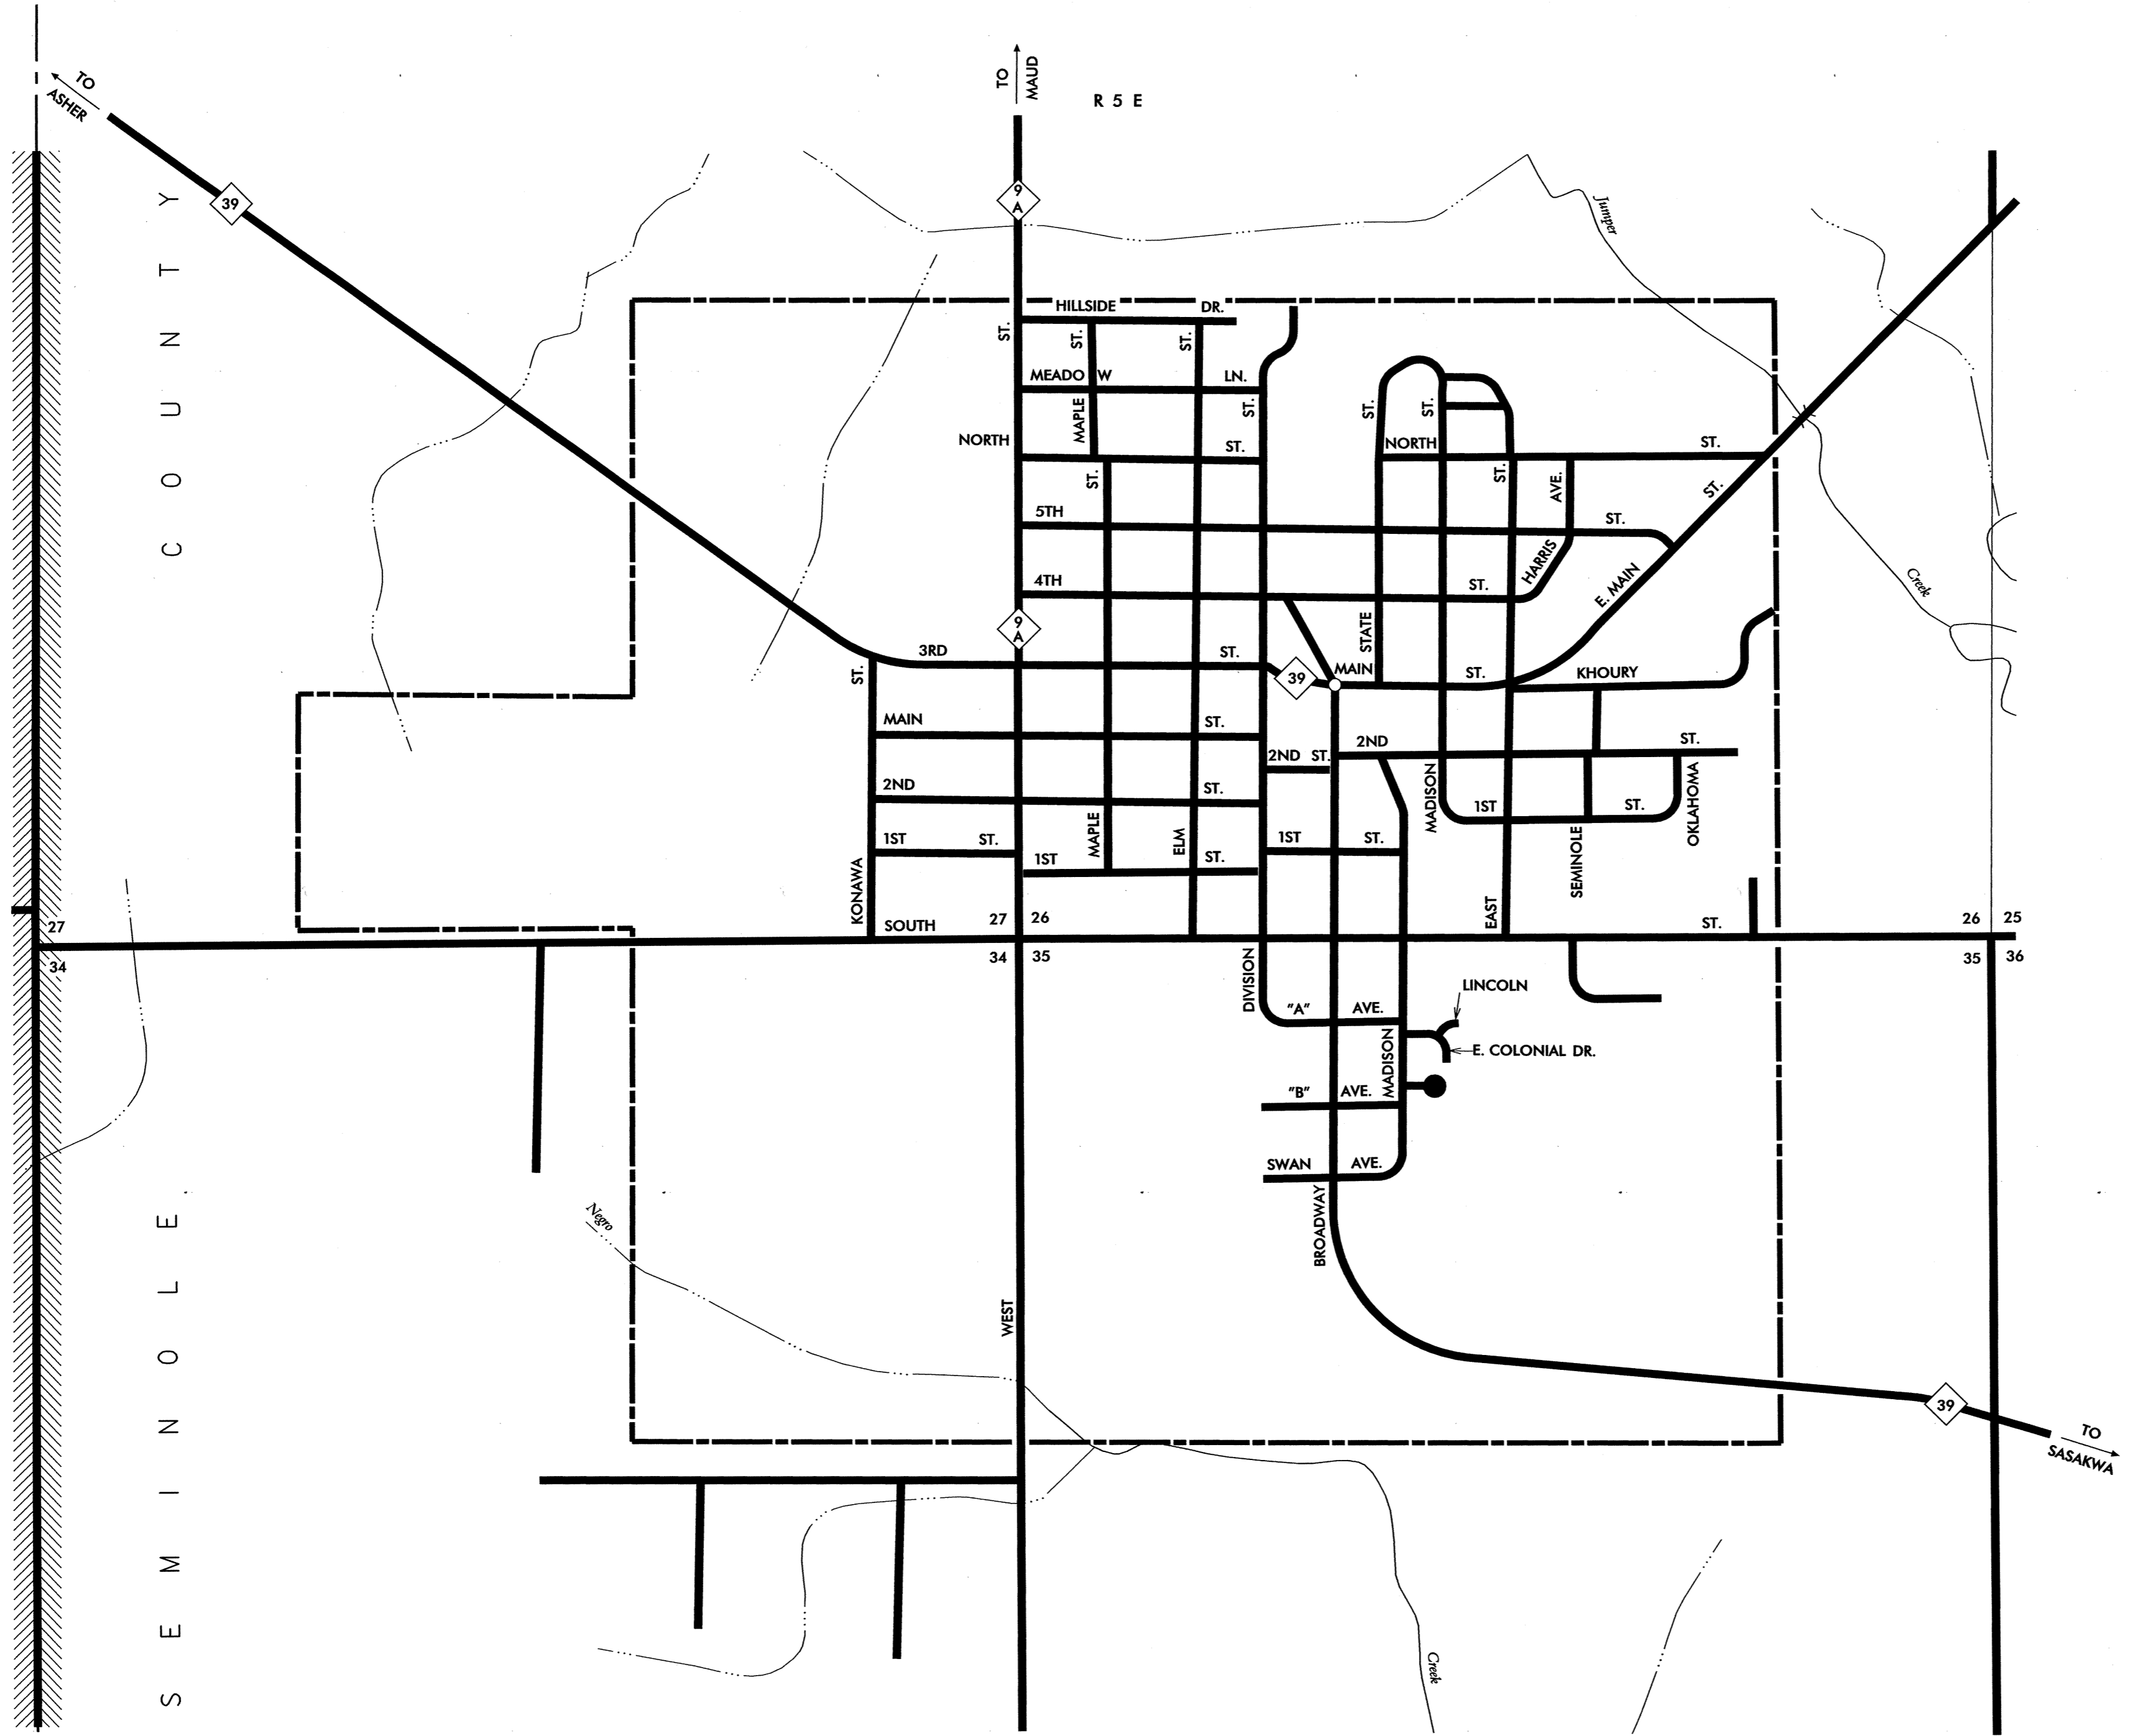 TO
ASHER
TO
MAUD
R 5 E
39
9
A
COUNTY
Jumper
HILLSIDE DR.
ST.
ST.
ST.
MEADOW LN.
MAPLE
ST.
ST.
ST.
NORTH ST.
NORTH ST.
ST.
ST.
AVE.
ST.
5TH ST.
HARRIS
4TH ST.
E. MAIN
Creek
9
A
STATE
3RD ST.
39
MAIN ST.
KHOURY
ST.
MAIN ST.
2ND ST.
2ND ST.
2ND ST.
MADISON
1ST ST.
OKLAHOMA
1ST ST.
MAPLE
ELM
1ST ST.
1ST ST.
SEMINOLE
KONAWA
EAST
SOUTH ST.
27
34
27 26
34 35
26 25
35 36
DIVISION
LINCOLN
"A" AVE.
E. COLONIAL DR.
MADISON
"B" AVE.
SWAN AVE.
BROADWAY
Negro
WEST
SEMINOLE
39
TO
SASAKWA
Creek